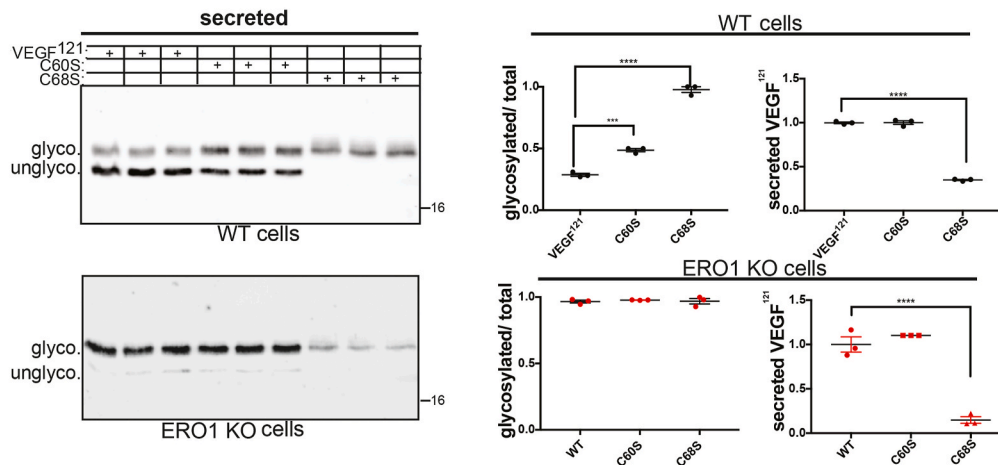 secreted
VEGF121: + + +
C60S: + + +
C68S: + + +
glyco.
unglyco.
-16
WT cells
glyco.
unglyco.
-16
ERO1 KO cells
WT cells
glycosylated/ total
1.0
0.5
0.0
****
***
VEGF121
C60S
C68S
secreted VEGF121
1.5
1.0
0.5
0.0
****
VEGF121
C60S
C68S
ERO1 KO cells
glycosylated/ total
1.0
0.5
0.0
WT
C60S
C68S
secreted VEGF121
1.5
1.0
0.5
0.0
****
WT
C60S
C68S